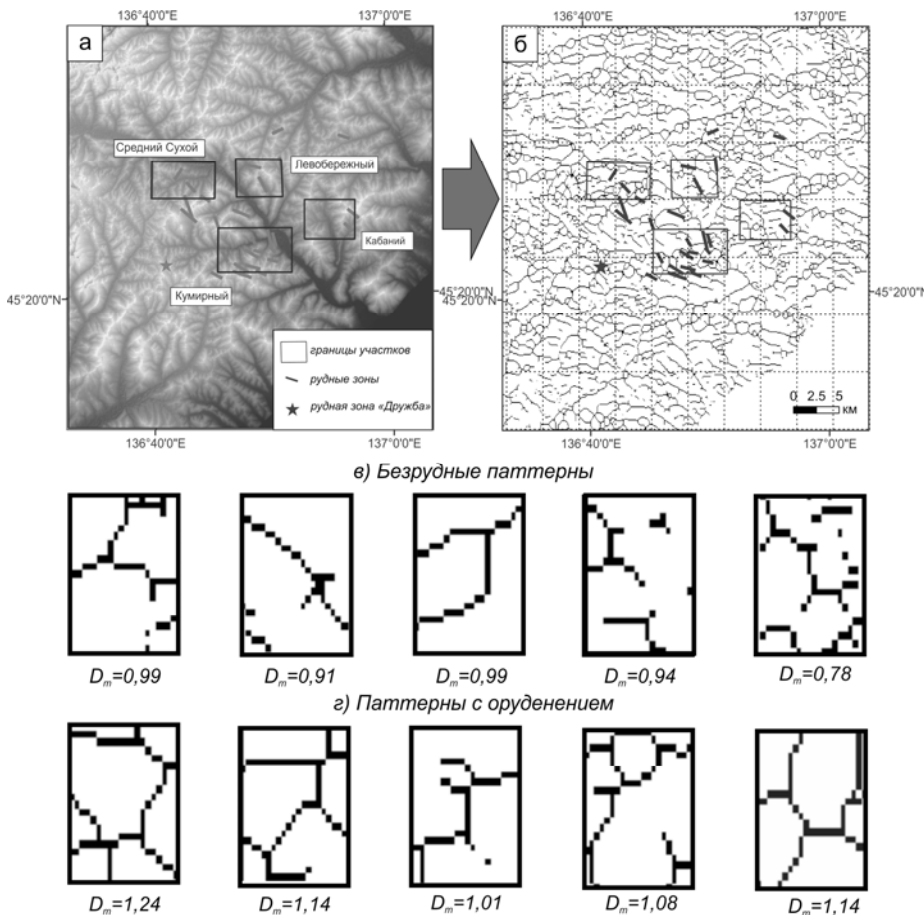 136°40'0"E
137°0'0"E
136°40'0"E
137°0'0"E
а
б
Средний Сухой
Левобережный
Кабаний
Кумирный
45°20'0"N
45°20'0"N
45°20'0"N
границы участков
рудные зоны
рудная зона «Дружба»
0 2.5 5
км
136°40'0"E
137°0'0"E
136°40'0"E
137°0'0"E
в) Безрудные паттерны
Dm=0,99
Dm=0,91
Dm=0,99
Dm=0,94
Dm=0,78
г) Паттерны с оруденением
Dm=1,24
Dm=1,14
Dm=1,01
Dm=1,08
Dm=1,14